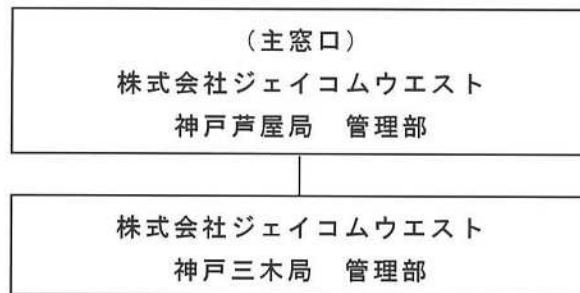 （主窓口）
株式会社ジェイコムウエスト
神戸芦屋局　管理部
株式会社ジェイコムウエスト
神戸三木局　管理部